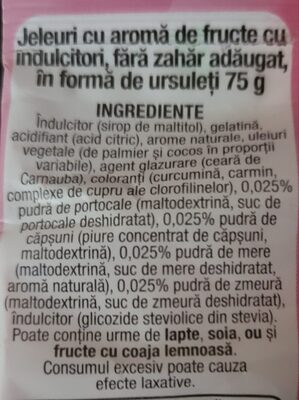 Jeleuri cu aromă de fructe cu
îndulcitori, fără zahăr adăugat,
în formă de ursuleți 75 g
INGREDIENTE
Îndulcitor (sirop de maltitol), gelatină,
acidifiant (acid citric), arome naturale, uleiuri
vegetale (de palmier și cocos în proporții
variabile), agent glazurare (ceară de
Carnauba), coloranți (curcumină, carmin,
complexe de cupru ale clorofilinelor), 0,025%
pudră de portocale (maltodextrină, suc de
portocale deshidratat), 0,025% pudră de
căpșuni (piure concentrat de căpșuni,
maltodextrină), 0,025% pudră de mere
(maltodextrină, suc de mere deshidratat,
aromă naturală), 0,025% pudră de zmeură
(maltodextrină, suc de zmeură deshidratat),
îndulcitor (glicozide steviolice din stevia).
Poate conține urme de lapte, soia, ou și
fructe cu coaja lemnoasă.
Consumul excesiv poate cauza
efecte laxative.